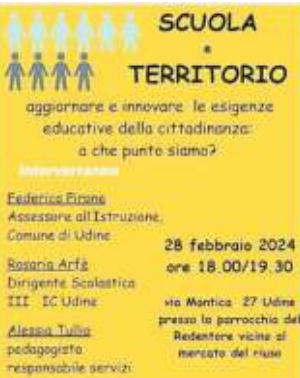 SCUOLA
e
TERRITORIO
aggiornare e innovare le esigenze
educative della cittadinanza:
a che punto siamo?
Interverranno
Federico Pirone
Assessore all'Istruzione,
Comune di Udine
Rosaria Arfè
Dirigente Scolastica
III IC Udine
Alessia Tullio
pedagogista
responsabile servizi
28 febbraio 2024
ore 18.00/19.30
via Mantica 27 Udine
presso la parrocchia del
Redentore vicino al
mercato del riuso